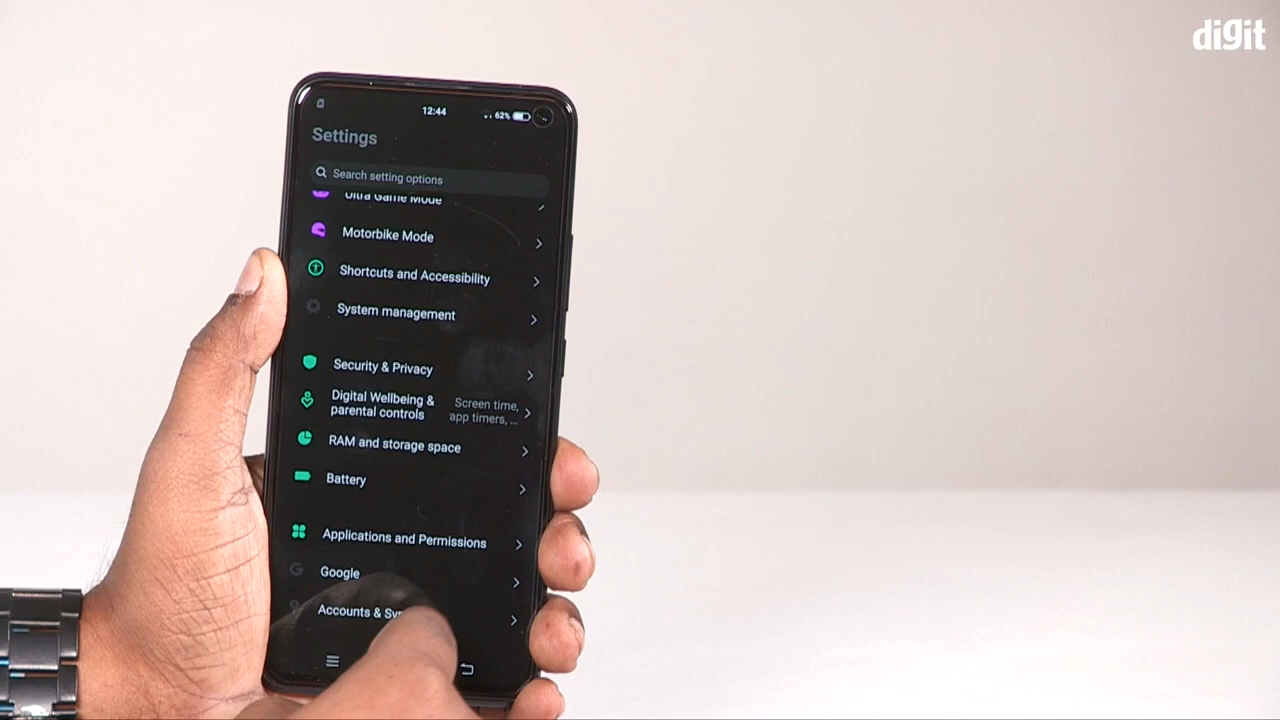 digit
12:44
62%
Settings
Search setting options
Ultra Game Mode
Motorbike Mode
Shortcuts and Accessibility
System management
Security & Privacy
Digital Wellbeing &
parental controls
Screen time,
app timers, ...
RAM and storage space
Battery
Applications and Permissions
Google
Accounts &